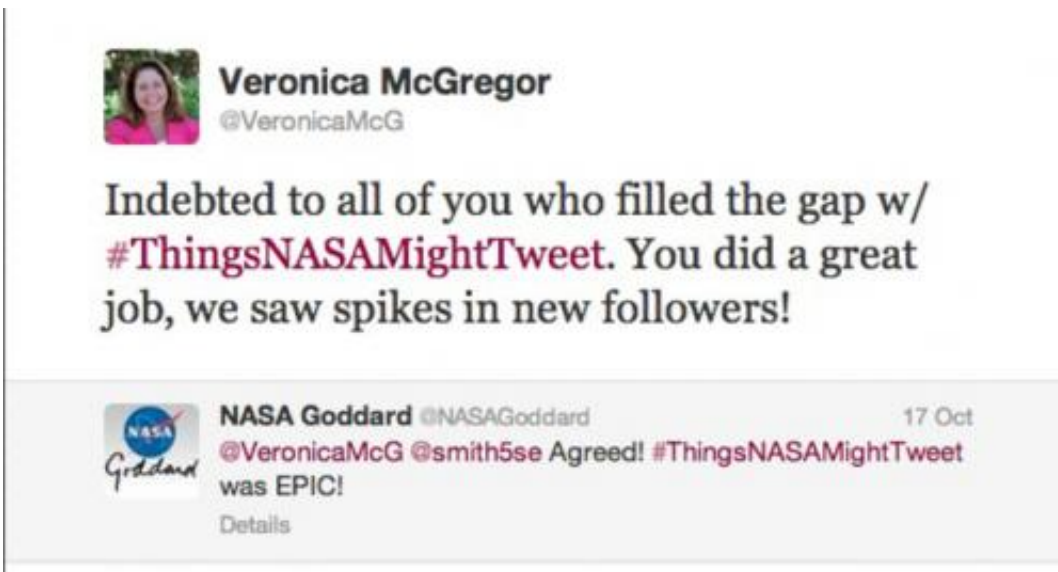 Veronica McGregor
@VeronicaMcG
Indebted to all of you who filled the gap w/
#ThingsNASAMightTweet. You did a great
job, we saw spikes in new followers!
NASA Goddard @NASAGoddard 17 Oct
NASA
Goddard
@VeronicaMcG @smith5se Agreed! #ThingsNASAMightTweet
was EPIC!
Details